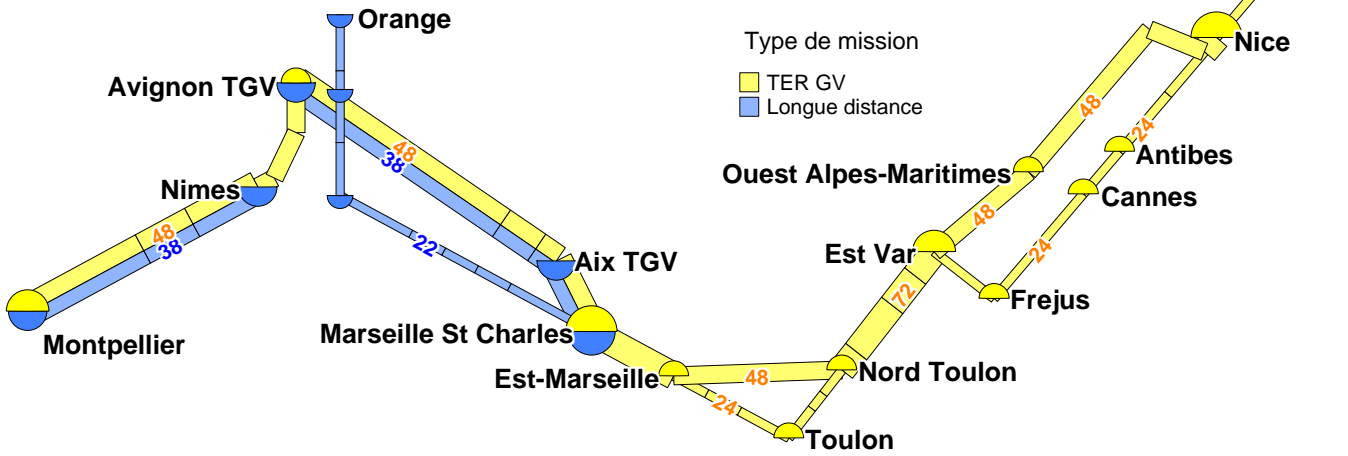 Orange
Type de mission
Nice
Avignon TGV
TER GV
Longue distance
48
48
38
24
Antibes
Ouest Alpes-Maritimes
Nimes
Cannes
48
48
38
22
24
Est Var
Aix TGV
72
Frejus
Marseille St Charles
Montpellier
Est-Marseille
48
Nord Toulon
24
Toulon